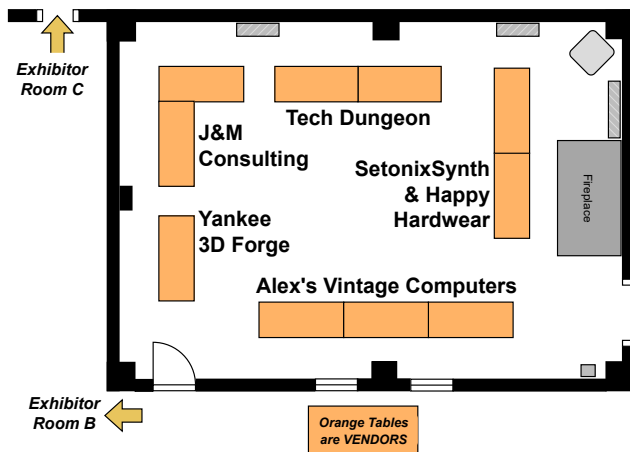 Exhibitor
Room C
J&M
Consulting
Tech Dungeon
SetonixSynth
& Happy
Hardwear
Fireplace
Yankee
3D Forge
Alex's Vintage Computers
Exhibitor
Room B
Orange Tables
are VENDORS